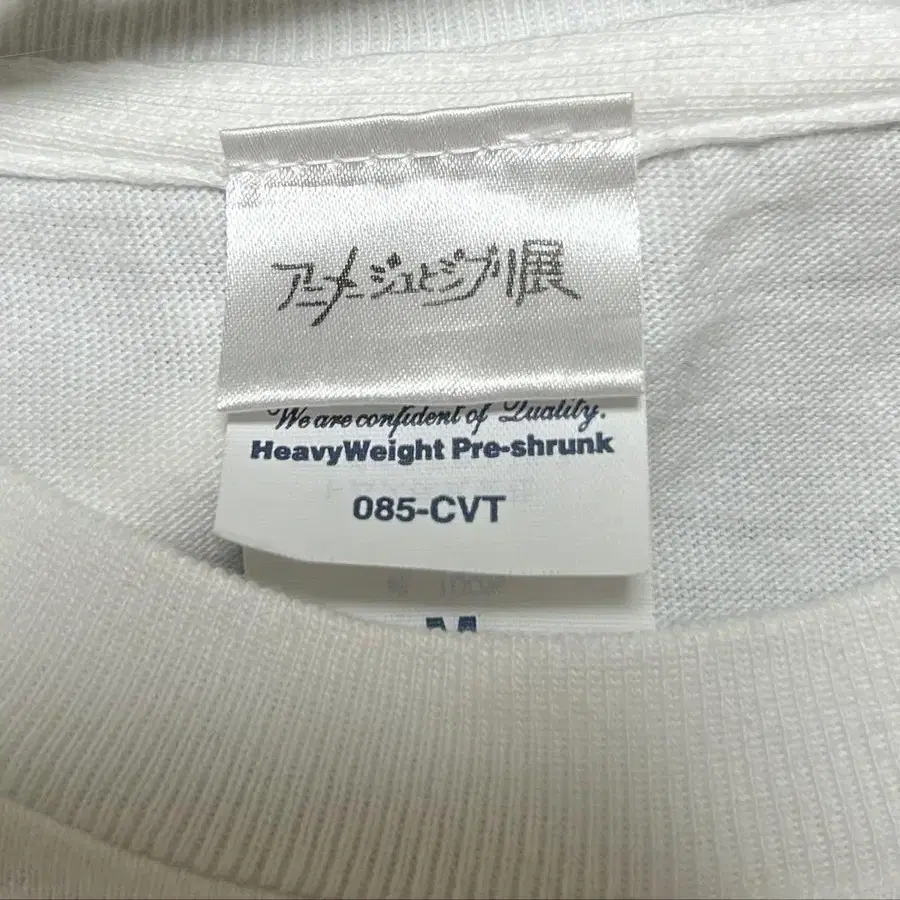 アニメージュとジブリ展
We are confident of Quality.
HeavyWeight Pre-shrunk
085-CVT
M